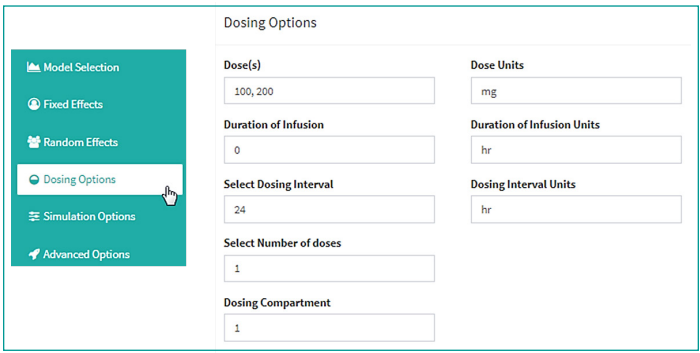 Dosing Options
Model Selection
Fixed Effects
Random Effects
Dosing Options
Simulation Options
Advanced Options
Dose(s)
100, 200
Dose Units
mg
Duration of Infusion
0
Duration of Infusion Units
hr
Select Dosing Interval
24
Dosing Interval Units
hr
Select Number of doses
1
Dosing Compartment
1